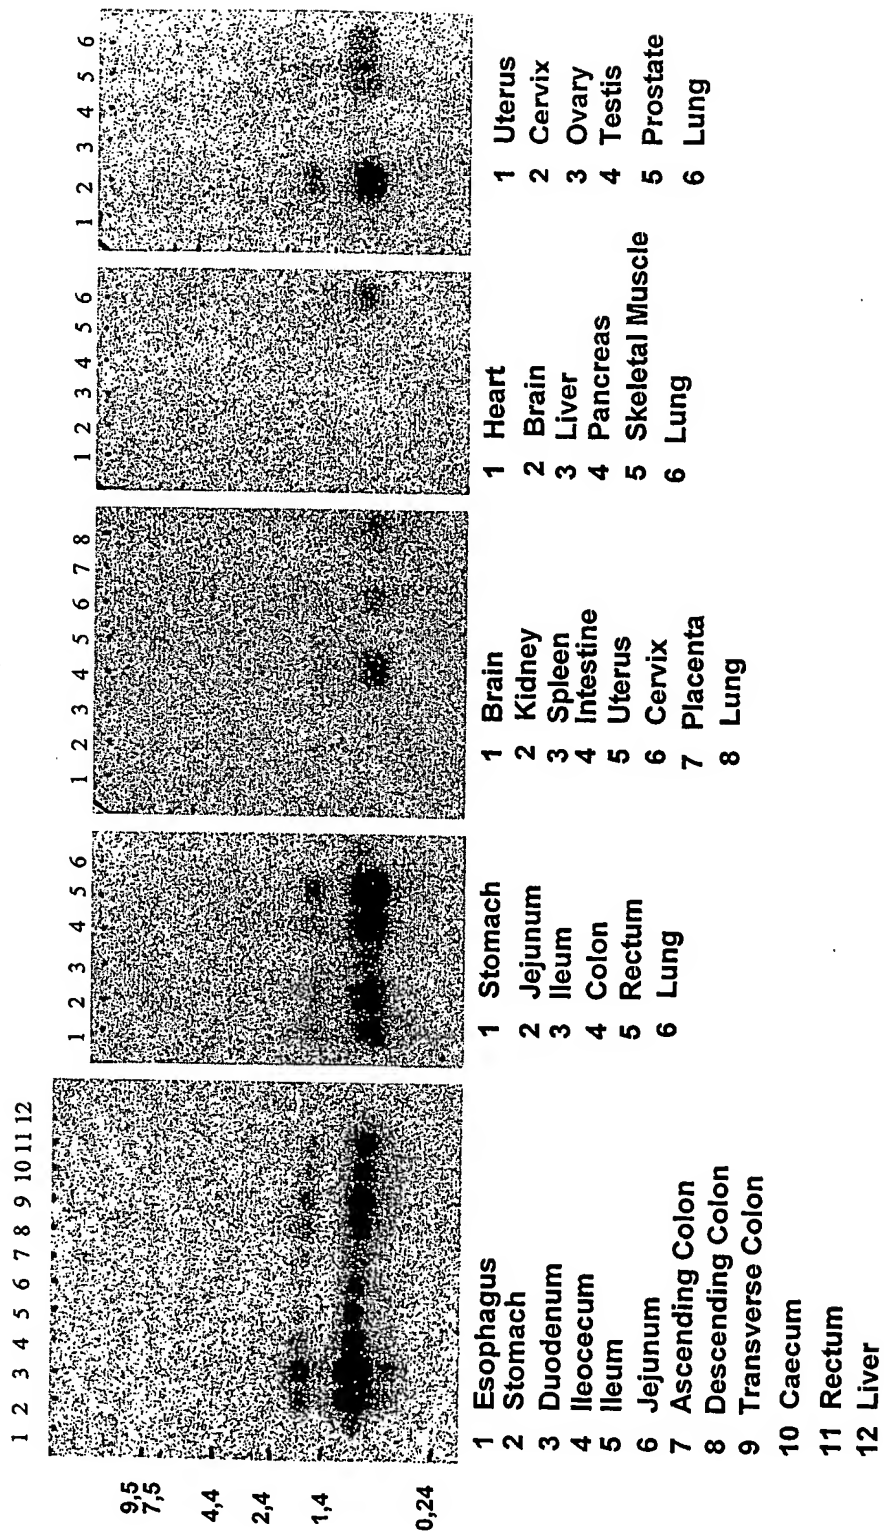 9,5
7,5
4,4
2,4
1,4
0,24
1 2 3 4 5 6 7 8 9 10 11 12
1 Esophagus
2 Stomach
3 Duodenum
4 Ileocecum
5 Ileum
6 Jejunum
7 Ascending Colon
8 Descending Colon
9 Transverse Colon
10 Caecum
11 Rectum
12 Liver
1 2 3 4 5 6
1 Stomach
2 Jejunum
3 Ileum
4 Colon
5 Rectum
6 Lung
1 2 3 4 5 6 7 8
1 Brain
2 Kidney
3 Spleen
4 Intestine
5 Uterus
6 Cervix
7 Placenta
8 Lung
1 2 3 4 5 6
1 Heart
2 Brain
3 Liver
4 Pancreas
5 Skeletal Muscle
6 Lung
1 2 3 4 5 6
1 Uterus
2 Cervix
3 Ovary
4 Testis
5 Prostate
6 Lung